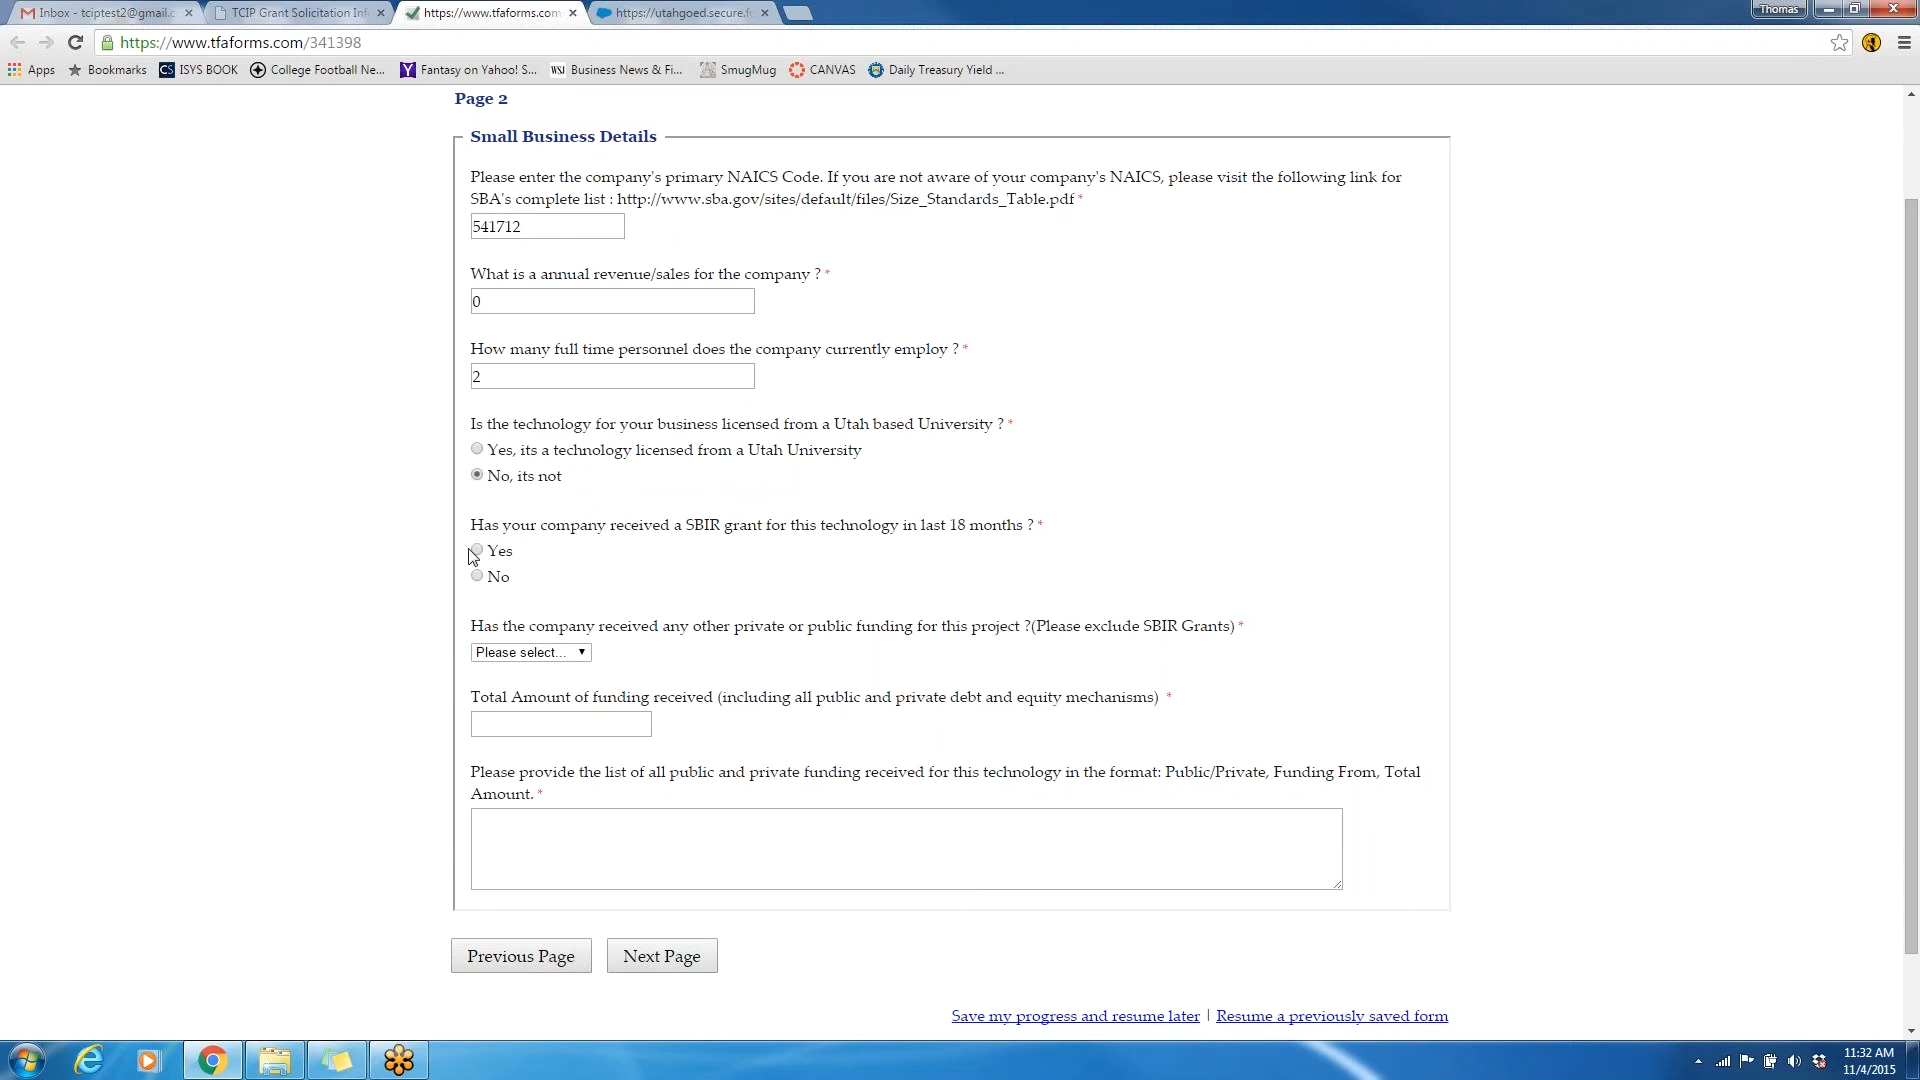 Inbox - tciptest2@gmail.c
TCIP Grant Solicitation Inf
https://www.tfaforms.com
https://utahgoed.secure.f
Thomas
https://www.tfaforms.com/341398
Apps
Bookmarks
CS ISYS BOOK
College Football Ne...
Y Fantasy on Yahoo! S...
WSJ Business News & Fi...
SmugMug
CANVAS
Daily Treasury Yield ...
Page 2
Small Business Details
Please enter the company's primary NAICS Code. If you are not aware of your company's NAICS, please visit the following link for
SBA's complete list : http://www.sba.gov/sites/default/files/Size_Standards_Table.pdf *
541712
What is a annual revenue/sales for the company ? *
0
How many full time personnel does the company currently employ ? *
2
Is the technology for your business licensed from a Utah based University ? *
Yes, its a technology licensed from a Utah University
No, its not
Has your company received a SBIR grant for this technology in last 18 months ? *
Yes
No
Has the company received any other private or public funding for this project ?(Please exclude SBIR Grants) *
Please select...
Total Amount of funding received (including all public and private debt and equity mechanisms) *
Please provide the list of all public and private funding received for this technology in the format: Public/Private, Funding From, Total
Amount. *
Previous Page
Next Page
Save my progress and resume later | Resume a previously saved form
11:32 AM
11/4/2015